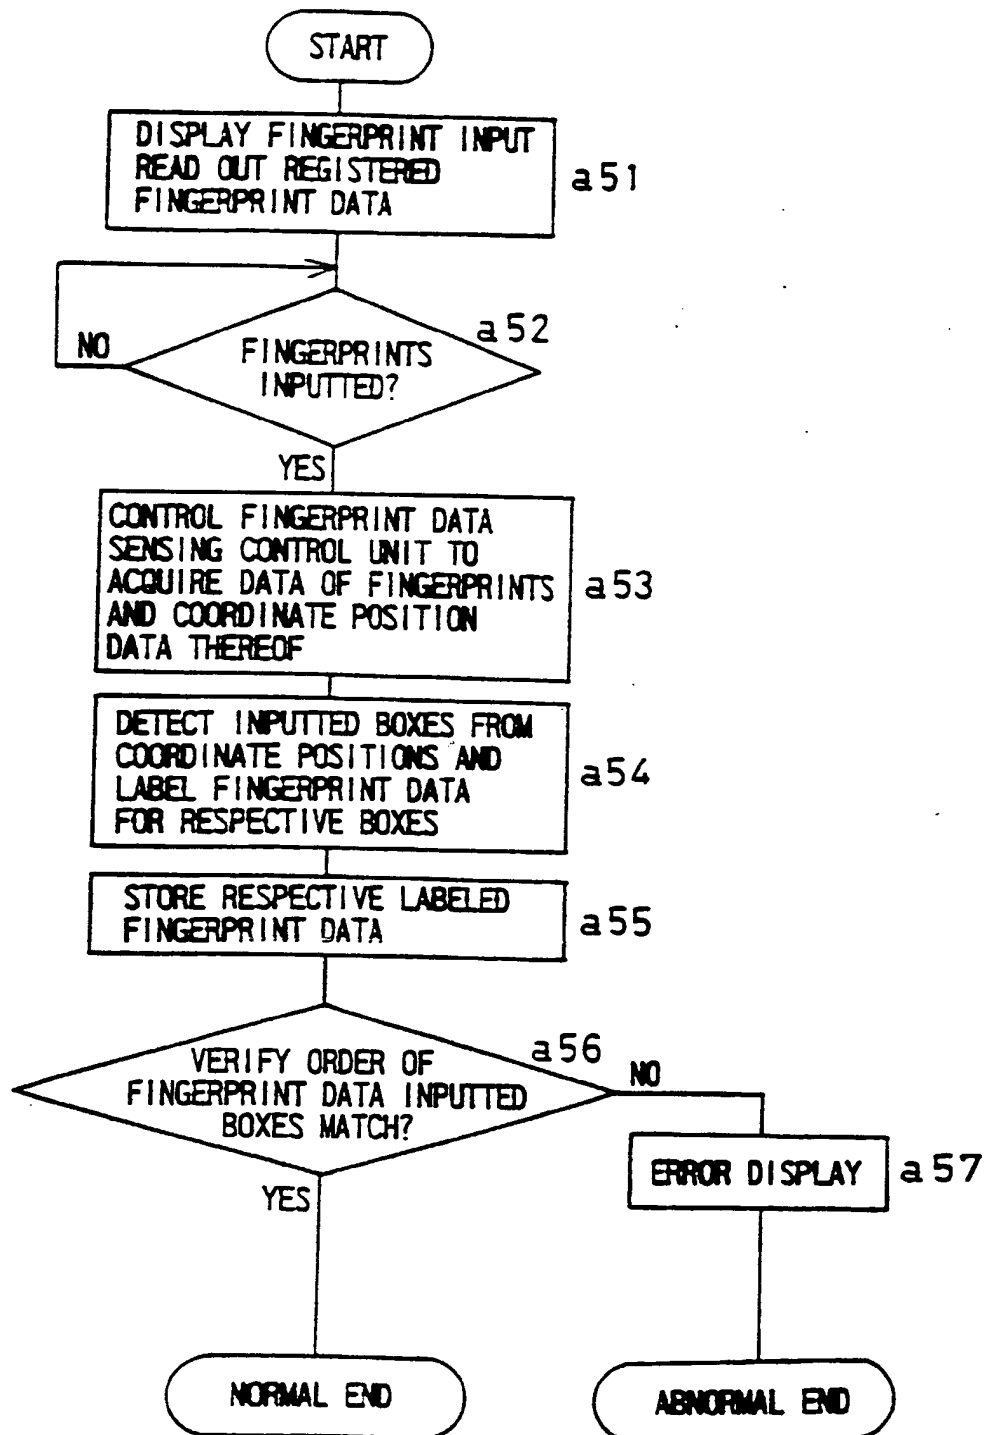 START
DISPLAY FINGERPRINT INPUT
READ OUT REGISTERED
FINGERPRINT DATA
a51
a52
NO
FINGERPRINTS
INPUTTED?
YES
CONTROL FINGERPRINT DATA
SENSING CONTROL UNIT TO
ACQUIRE DATA OF FINGERPRINTS
AND COORDINATE POSITION
DATA THEREOF
a53
DETECT INPUTTED BOXES FROM
COORDINATE POSITIONS AND
LABEL FINGERPRINT DATA
FOR RESPECTIVE BOXES
a54
STORE RESPECTIVE LABELED
FINGERPRINT DATA
a55
VERIFY ORDER OF
FINGERPRINT DATA INPUTTED
BOXES MATCH?
a56
NO
YES
ERROR DISPLAY
a57
NORMAL END
ABNORMAL END